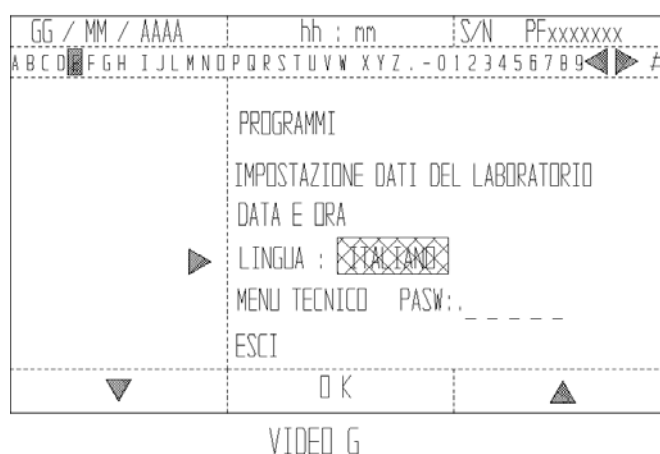 GG / MM / AAAA hh : mm S/N PFxxxxxxx
A B C D E F G H I J L M N O P Q R S T U V W X Y Z . - 0 1 2 3 4 5 6 7 8 9 #
PROGRAMMI
IMPOSTAZIONE DATI DEL LABORATORIO
DATA E ORA
LINGUA : ITALIANO
MENU TECNICO PASW:. _ _ _ _ _
ESCI
OK
VIDEO G